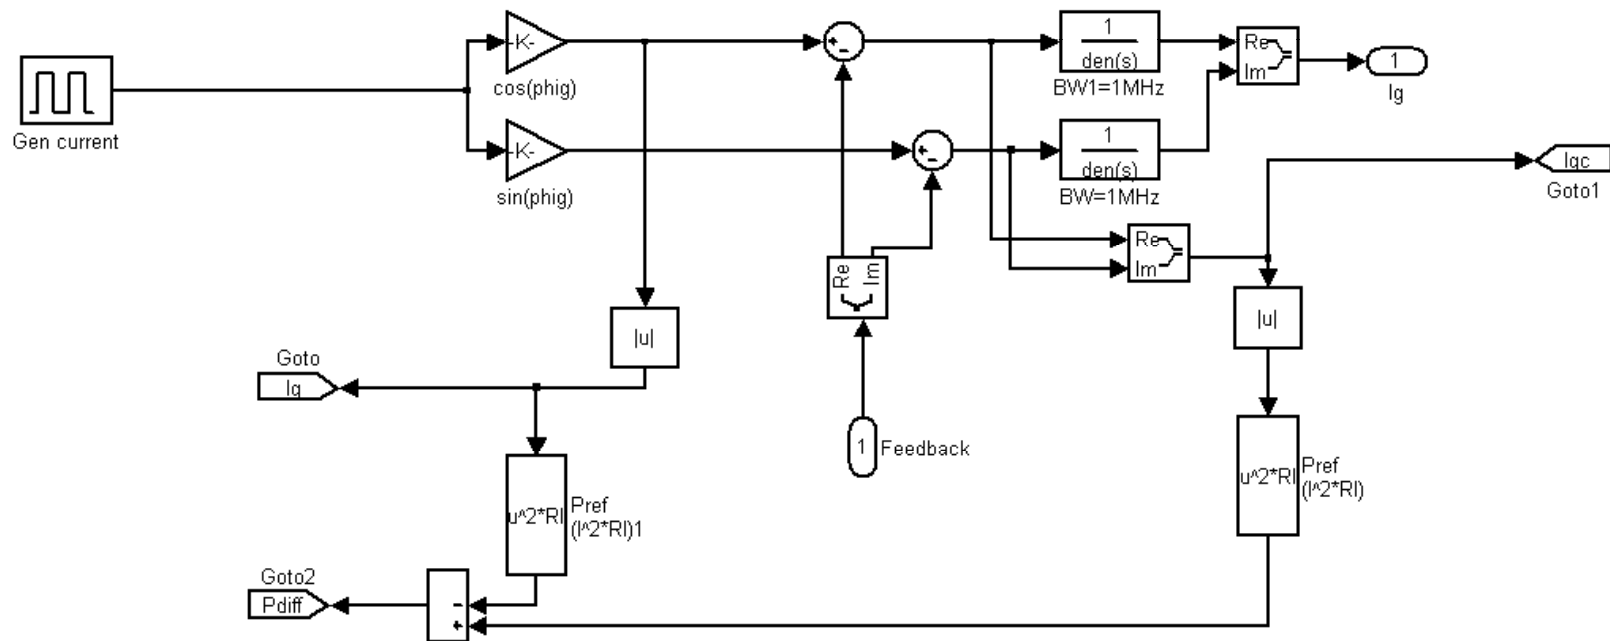 Gen current
-K-
cos(phig)
-K-
sin(phig)
+
-
+
-
1
den(s)
BW1=1MHz
1
den(s)
BW=1MHz
Re
Im
1
Ig
Iqc
Goto1
Re
Im
Re
Im
|u|
|u|
Goto
Iq
1
Feedback
u^2*Rl
Pref
(I^2*Rl)1
u^2*Rl
Pref
(I^2*Rl)
Goto2
Pdiff
-
+